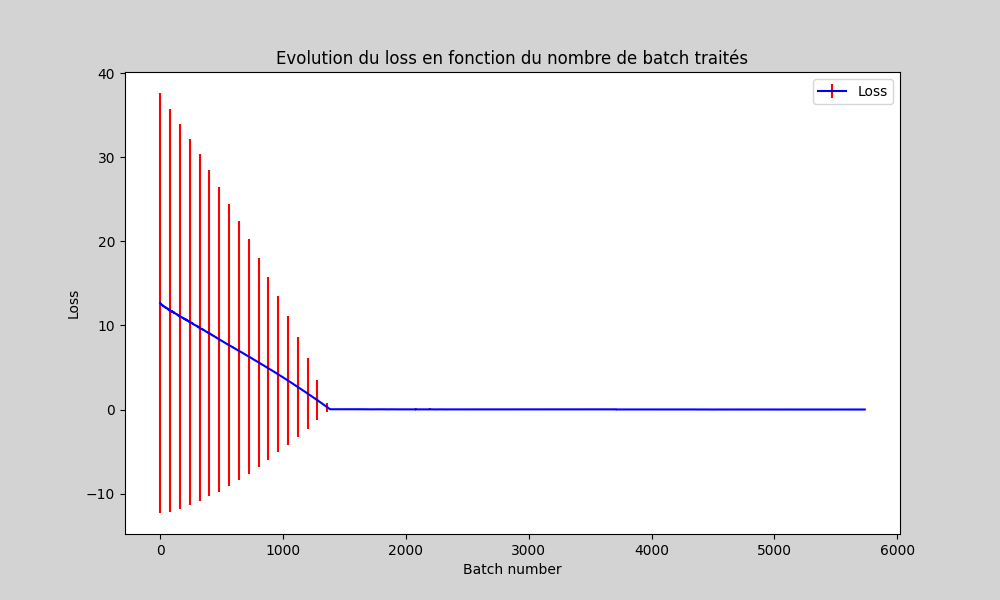 Evolution du loss en fonction du nombre de batch traités
Loss
40
30
20
10
0
−10
Loss
0 1000 2000 3000 4000 5000 6000
Batch number